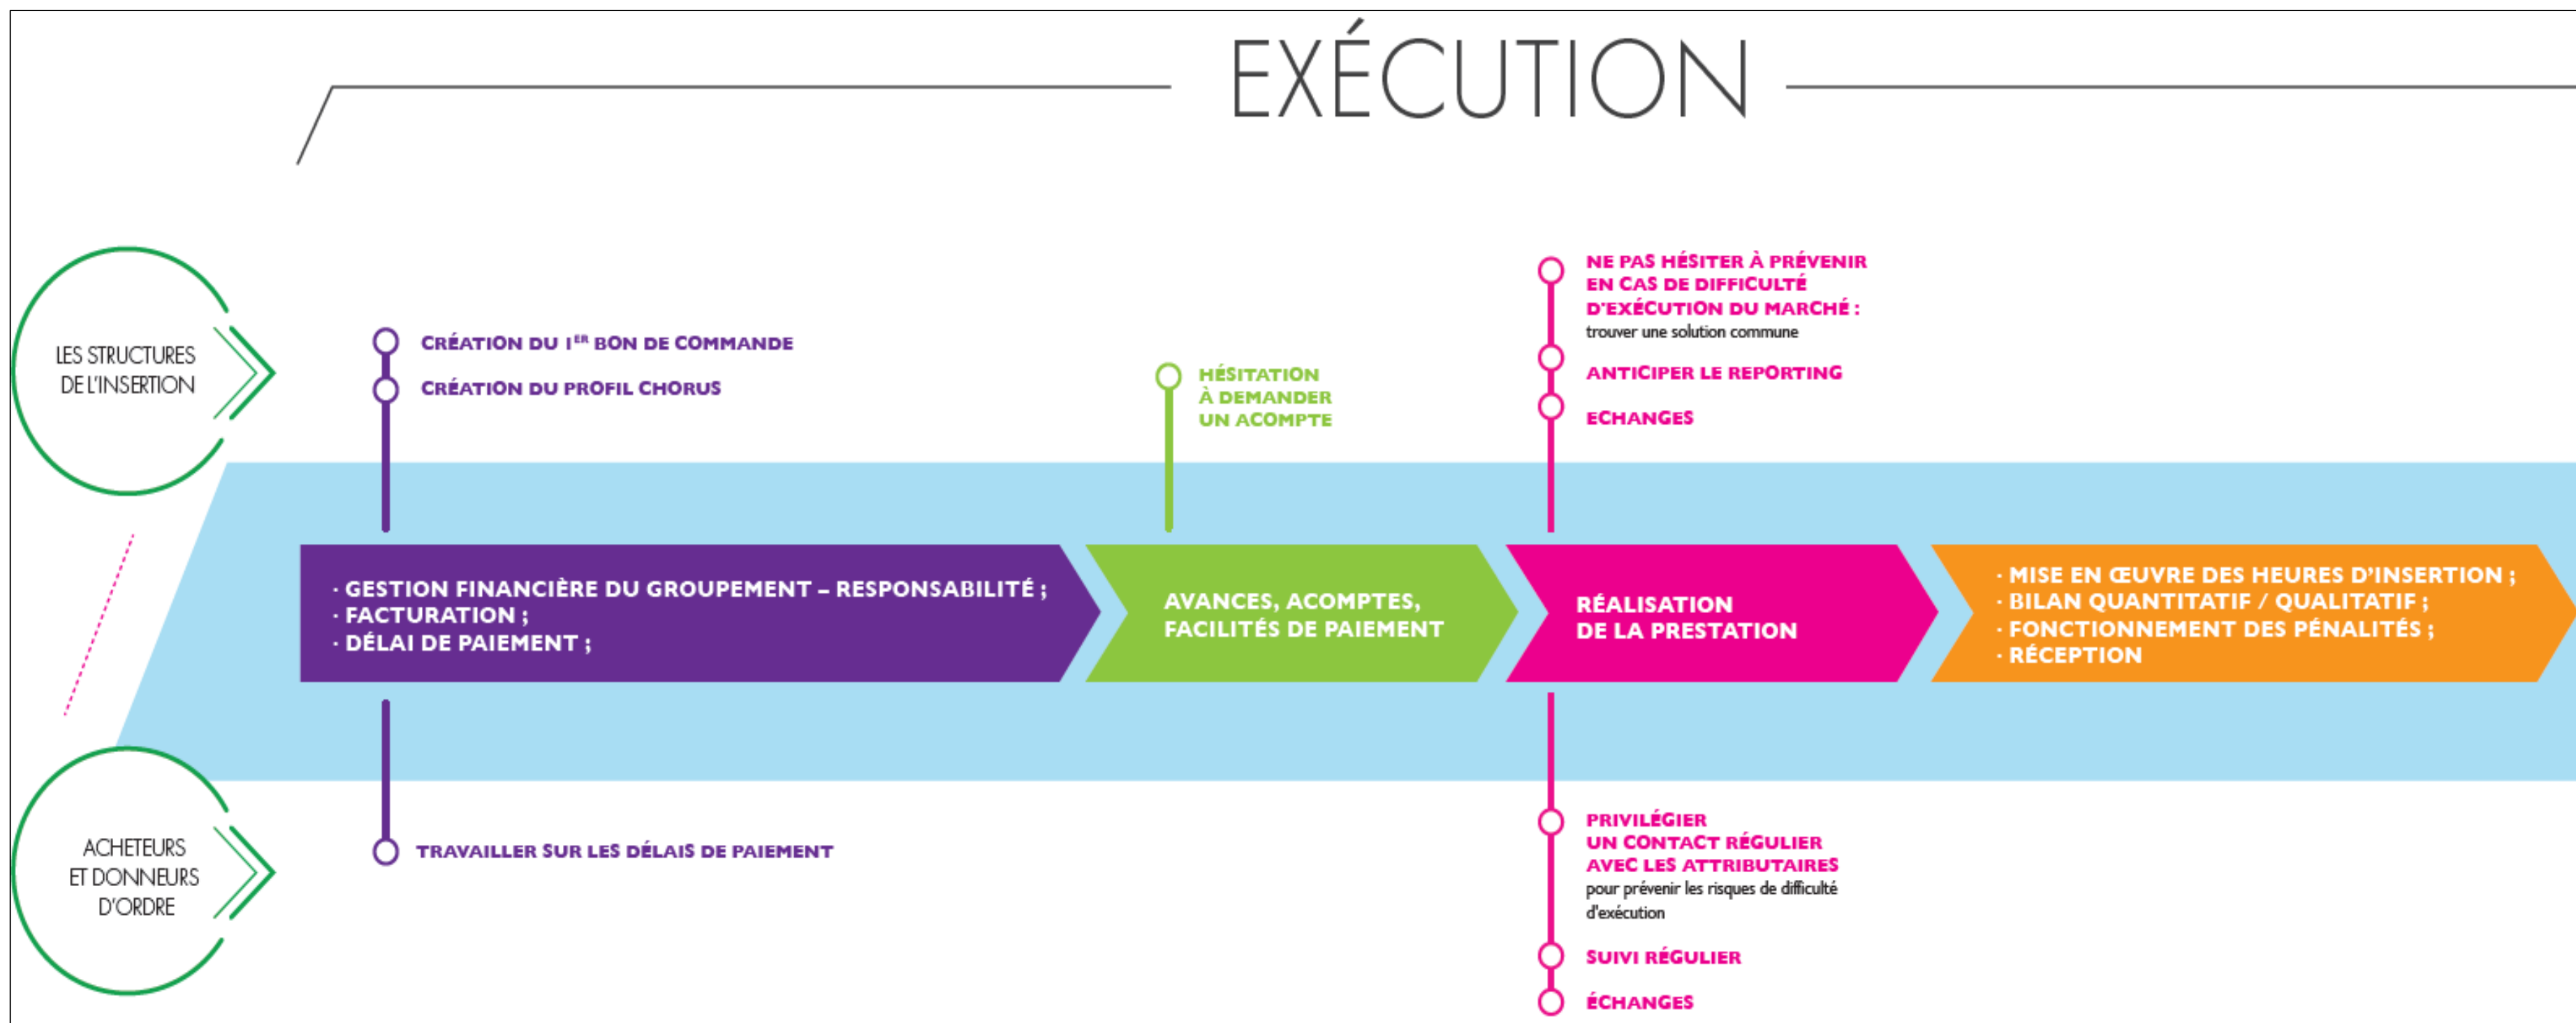 EXÉCUTION
LES STRUCTURES
DE L'INSERTION
CRÉATION DU 1ER BON DE COMMANDE
CRÉATION DU PROFIL CHORUS
HÉSITATION
À DEMANDER
UN ACOMPTE
NE PAS HÉSITER À PRÉVENIR
EN CAS DE DIFFICULTÉ
D'EXÉCUTION DU MARCHÉ :
trouver une solution commune
ANTICIPER LE REPORTING
ECHANGES
· GESTION FINANCIÈRE DU GROUPEMENT – RESPONSABILITÉ ;
· FACTURATION ;
· DÉLAI DE PAIEMENT ;
AVANCES, ACOMPTES,
FACILITÉS DE PAIEMENT
RÉALISATION
DE LA PRESTATION
· MISE EN ŒUVRE DES HEURES D'INSERTION ;
· BILAN QUANTITATIF / QUALITATIF ;
· FONCTIONNEMENT DES PÉNALITÉS ;
· RÉCEPTION
ACHETEURS
ET DONNEURS
D'ORDRE
TRAVAILLER SUR LES DÉLAIS DE PAIEMENT
PRIVILÉGIER
UN CONTACT RÉGULIER
AVEC LES ATTRIBUTAIRES
pour prévenir les risques de difficulté
d'exécution
SUIVI RÉGULIER
ÉCHANGES